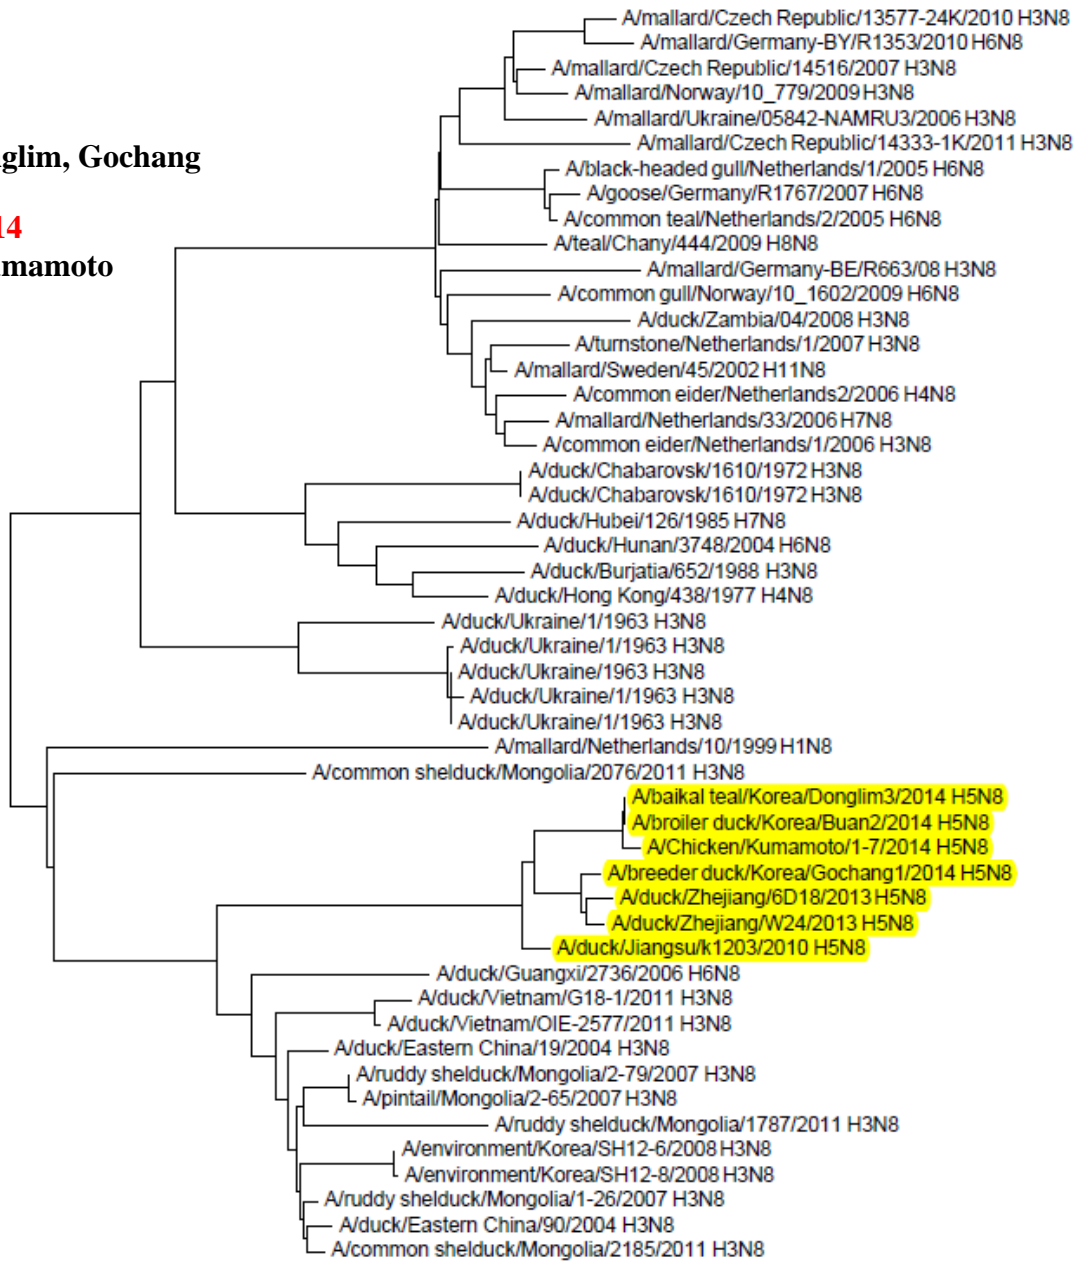 A/mallard/Czech Republic/13577-24K/2010 H3N8
A/mallard/Germany-BY/R1353/2010 H6N8
A/mallard/Czech Republic/14516/2007 H3N8
A/mallard/Norway/10_779/2009 H3N8
A/mallard/Ukraine/05842-NAMRU3/2006 H3N8
A/mallard/Czech Republic/14333-1K/2011 H3N8
glim, Gochang
A/black-headed gull/Netherlands/1/2005 H6N8
A/goose/Germany/R1767/2007 H6N8
A/common teal/Netherlands/2/2005 H6N8
14
A/teal/Chany/444/2009 H8N8
mamoto
A/mallard/Germany-BE/R663/08 H3N8
A/common gull/Norway/10_1602/2009 H6N8
A/duck/Zambia/04/2008 H3N8
A/turnstone/Netherlands/1/2007 H3N8
A/mallard/Sweden/45/2002 H11N8
A/common eider/Netherlands2/2006 H4N8
A/mallard/Netherlands/33/2006 H7N8
A/common eider/Netherlands/1/2006 H3N8
A/duck/Chabarovsk/1610/1972 H3N8
A/duck/Chabarovsk/1610/1972 H3N8
A/duck/Hubei/126/1985 H7N8
A/duck/Hunan/3748/2004 H6N8
A/duck/Burjatia/652/1988 H3N8
A/duck/Hong Kong/438/1977 H4N8
A/duck/Ukraine/1/1963 H3N8
A/duck/Ukraine/1/1963 H3N8
A/duck/Ukraine/1963 H3N8
A/duck/Ukraine/1/1963 H3N8
A/duck/Ukraine/1/1963 H3N8
A/mallard/Netherlands/10/1999 H1N8
A/common shelduck/Mongolia/2076/2011 H3N8
A/baikal teal/Korea/Donglim3/2014 H5N8
A/broiler duck/Korea/Buan2/2014 H5N8
A/Chicken/Kumamoto/1-7/2014 H5N8
A/breeder duck/Korea/Gochang1/2014 H5N8
A/duck/Zhejiang/6D18/2013 H5N8
A/duck/Zhejiang/W24/2013 H5N8
A/duck/Jiangsu/k1203/2010 H5N8
A/duck/Guangxi/2736/2006 H6N8
A/duck/Vietnam/G18-1/2011 H3N8
A/duck/Vietnam/OIE-2577/2011 H3N8
A/duck/Eastern China/19/2004 H3N8
A/ruddy shelduck/Mongolia/2-79/2007 H3N8
A/pintail/Mongolia/2-65/2007 H3N8
A/ruddy shelduck/Mongolia/1787/2011 H3N8
A/environment/Korea/SH12-6/2008 H3N8
A/environment/Korea/SH12-8/2008 H3N8
A/ruddy shelduck/Mongolia/1-26/2007 H3N8
A/duck/Eastern China/90/2004 H3N8
A/common shelduck/Mongolia/2185/2011 H3N8